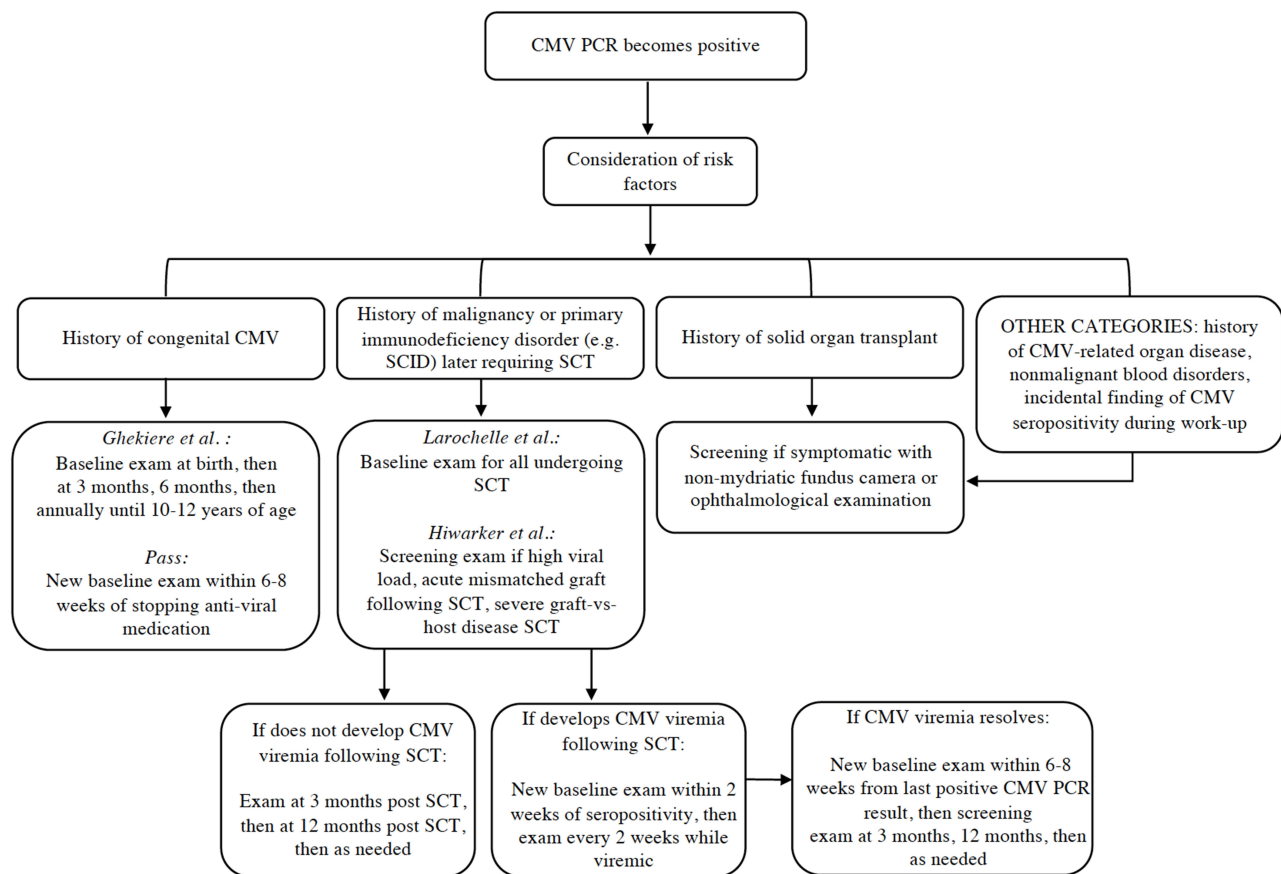 CMV PCR becomes positive
Consideration of risk
factors
History of congenital CMV
History of malignancy or primary
immunodeficiency disorder (e.g.
SCID) later requiring SCT
History of solid organ transplant
OTHER CATEGORIES: history
of CMV-related organ disease,
nonmalignant blood disorders,
incidental finding of CMV
seropositivity during work-up
Ghekiere et al. :
Baseline exam at birth, then
at 3 months, 6 months, then
annually until 10-12 years of age
Pass:
New baseline exam within 6-8
weeks of stopping anti-viral
medication
Larochelle et al.:
Baseline exam for all undergoing
SCT
Hiwarker et al.:
Screening exam if high viral
load, acute mismatched graft
following SCT, severe graft-vs-
host disease SCT
Screening if symptomatic with
non-mydriatic fundus camera or
ophthalmological examination
If does not develop CMV
viremia following SCT:
Exam at 3 months post SCT,
then at 12 months post SCT,
then as needed
If develops CMV viremia
following SCT:
New baseline exam within 2
weeks of seropositivity, then
exam every 2 weeks while
viremic
If CMV viremia resolves:
New baseline exam within 6-8
weeks from last positive CMV PCR
result, then screening
exam at 3 months, 12 months, then
as needed